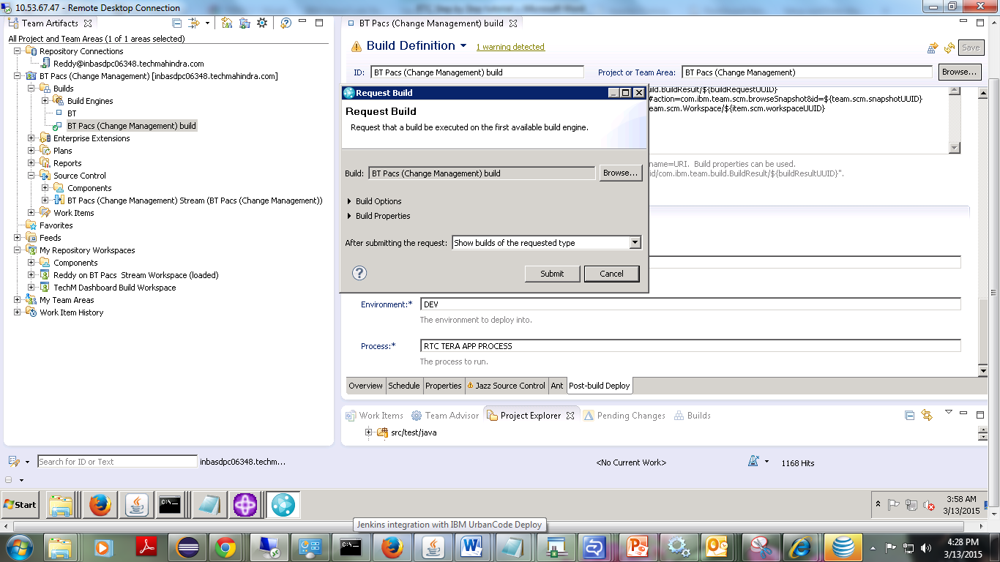 10.53.67.47 - Remote Desktop Connection
Team Artifacts
All Project and Team Areas (1 of 1 areas selected)
Repository Connections
Reddy@inbasdpc06348.techmahindra.com
BT Pacs (Change Management) [inbasdpc06348.techmahindra.com]
Builds
Build Engines
BT
BT Pacs (Change Management) build
Enterprise Extensions
Plans
Reports
Source Control
Components
BT Pacs (Change Management) Stream (BT Pacs (Change Management))
Work Items
Favorites
Feeds
My Repository Workspaces
Components
Reddy on BT Pacs  Stream Workspace (loaded)
TechM Dashboard Build Workspace
My Team Areas
Work Item History
BT Pacs (Change Management) build
Build Definition
1 warning detected
Save
ID: BT Pacs (Change Management) build
Project or Team Area: BT Pacs (Change Management)
Browse...
uild.BuildResult/${buildRequestUUID}
#action=com.ibm.team.scm.browseSnapshot&id=${team.scm.snapshotUUID}
eam.scm.Workspace/${item.scm.workspaceUUID}
name=URI.  Build properties can be used.
id/com.ibm.team.build.BuildResult/${buildResultUUID}".
Request Build
Request Build
Request that a build be executed on the first available build engine.
Build: BT Pacs (Change Management) build Browse...
Build Options
Build Properties
After submitting the request: Show builds of the requested type
? Submit Cancel
Environment:* DEV
The environment to deploy into.
Process:* RTC TERA APP PROCESS
The process to run.
Overview Schedule Properties Jazz Source Control Ant Post-build Deploy
Work Items Team Advisor Project Explorer Pending Changes Builds
src/test/java
Search for ID or Text inbasdpc06348.techm... <No Current Work> 1168 Hits
Start
3:58 AM
3/13/2015
Jenkins integration with IBM UrbanCode Deploy
4:28 PM
3/13/2015